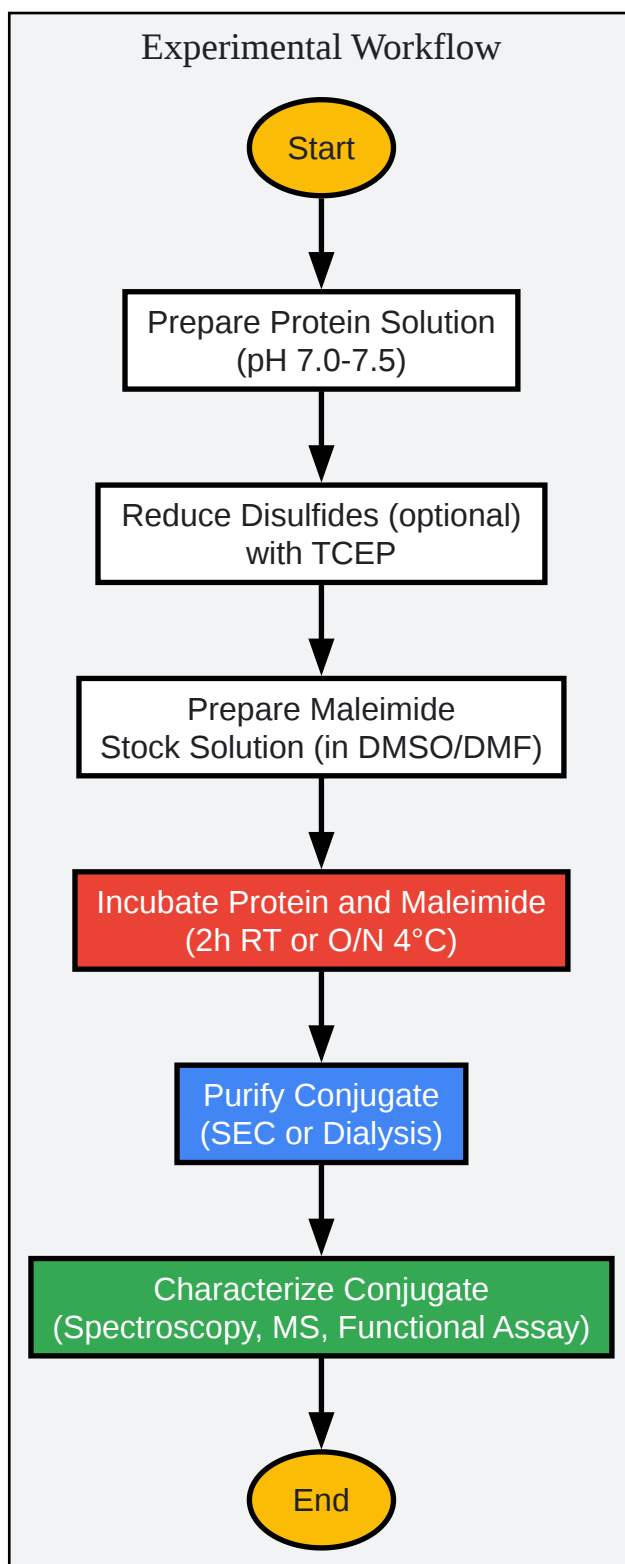 Experimental Workflow
Start
Prepare Protein Solution
(pH 7.0-7.5)
Reduce Disulfides (optional)
with TCEP
Prepare Maleimide
Stock Solution (in DMSO/DMF)
Incubate Protein and Maleimide
(2h RT or O/N 4°C)
Purify Conjugate
(SEC or Dialysis)
Characterize Conjugate
(Spectroscopy, MS, Functional Assay)
End